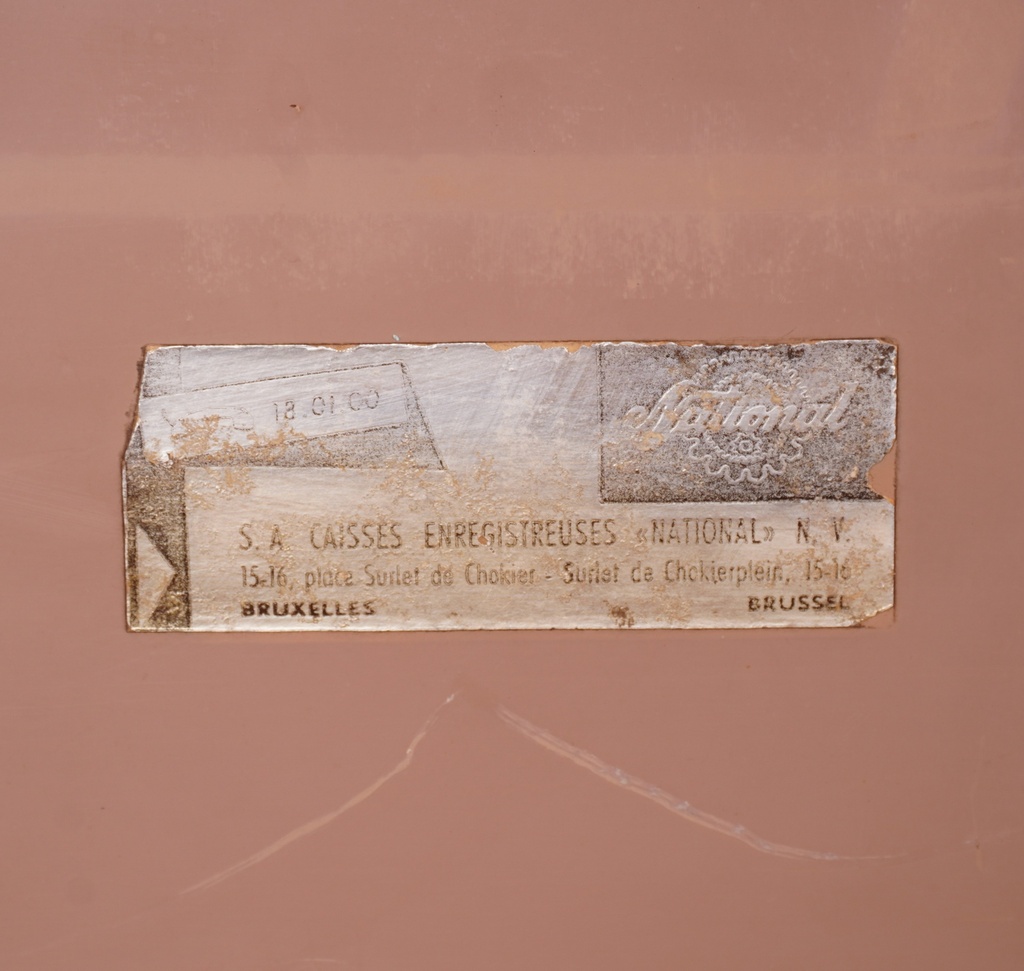 18.01.00
National
S. A. CAISSES ENREGISTREUSES «NATIONAL» N. V.
15-16, place Surlet de Chokier - Surlet de Chokierplein, 15-16
BRUXELLES BRUSSEL